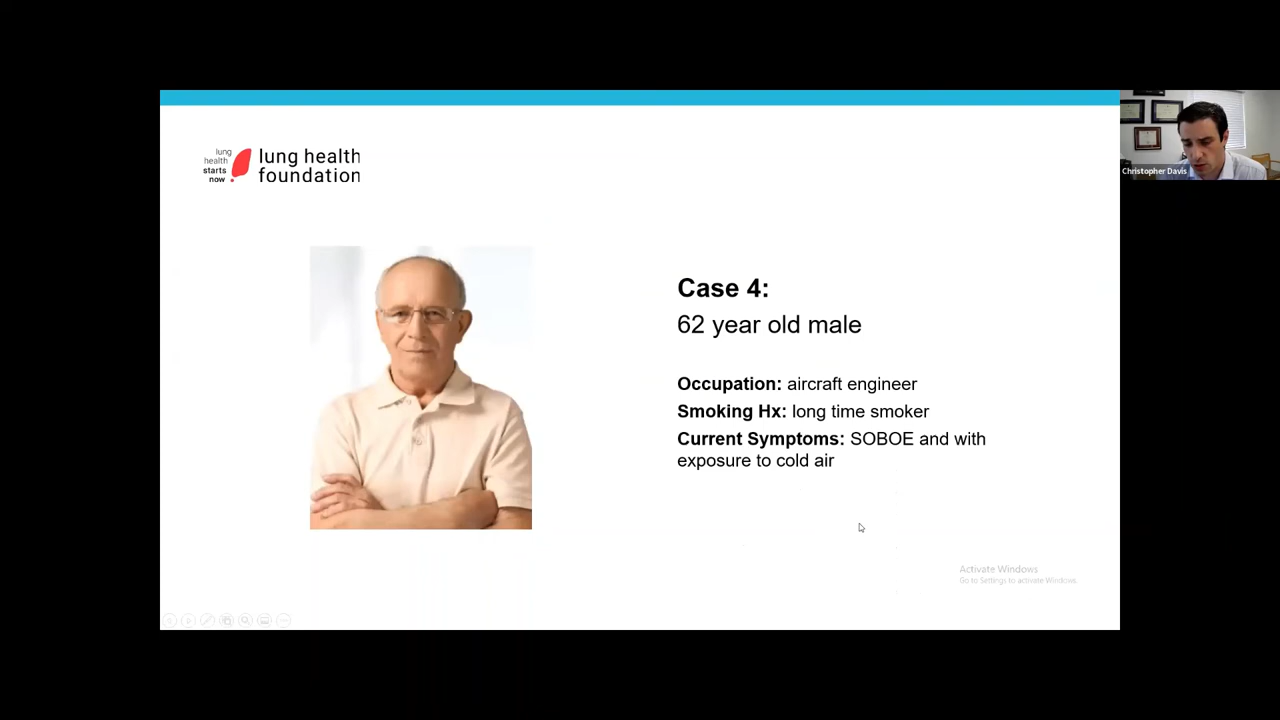 lung
health
starts
now
lung health
foundation
Christopher Davis
Case 4:
62 year old male
Occupation: aircraft engineer
Smoking Hx: long time smoker
Current Symptoms: SOBOE and with
exposure to cold air
Activate Windows
Go to Settings to activate Windows.